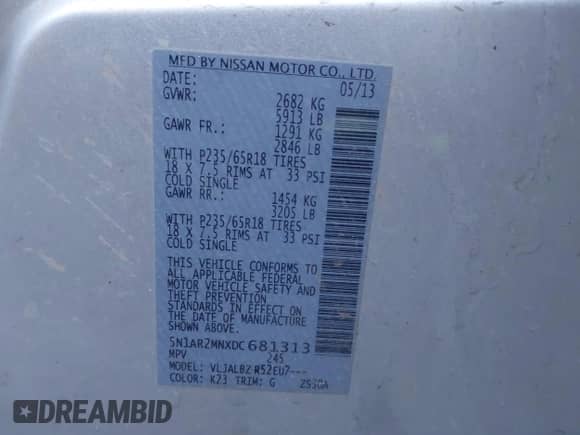 MFD BY NISSAN MOTOR CO., LTD.
DATE: 05/13
GVWR: 2682 KG
5913 LB
GAWR FR.: 1291 KG
2846 LB
WITH P235/65R18 TIRES
18 X 7.5 RIMS AT 33 PSI
COLD SINGLE
GAWR RR.: 1454 KG
3205 LB
WITH P235/65R18 TIRES
18 X 7.5 RIMS AT 33 PSI
COLD SINGLE
THIS VEHICLE CONFORMS TO
ALL APPLICABLE FEDERAL
MOTOR VEHICLE SAFETY AND
THEFT PREVENTION
STANDARDS IN EFFECT ON
THE DATE OF MANUFACTURE
SHOWN ABOVE.
5N1AR2MNXDC681313
MPV 245
MODEL: R52EU7---
COLOR: K23 TRIM: G
DREAMBID